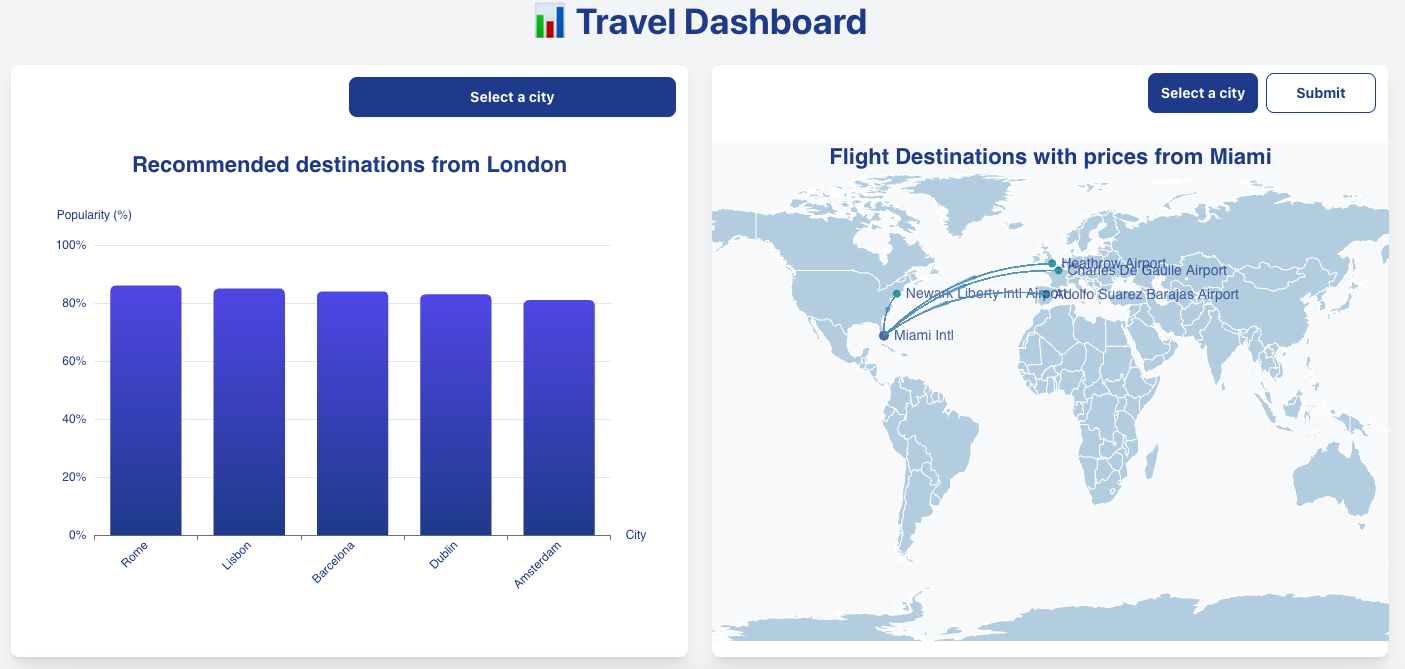 📊 Travel Dashboard
Select a city
Recommended destinations from London
Popularity (%)
100%
80%
60%
40%
20%
0%
Rome
Lisbon
Barcelona
Dublin
Amsterdam
City
Select a city
Submit
Flight Destinations with prices from Miami
Heathrow Airport
Charles De Gaulle Airport
Newark Liberty Intl Airport
Adolfo Suarez Barajas Airport
Miami Intl